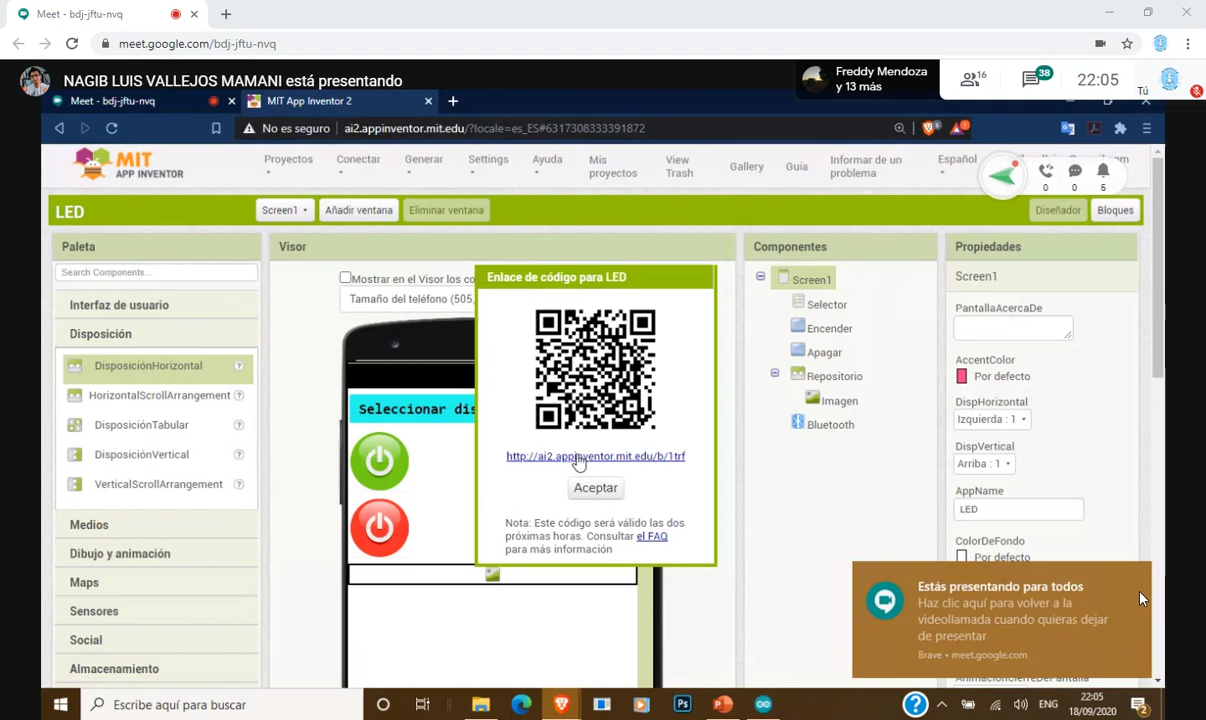 Meet - bdj-jftu-nvq
meet.google.com/bdj-jftu-nvq
NAGIB LUIS VALLEJOS MAMANI está presentando
Freddy Mendoza
y 13 más
16
38
22:05
Tú
Meet - bdj-jftu-nvq
MIT App Inventor 2
No es seguro
ai2.appinventor.mit.edu/?locale=es_ES#6317308333391872
MIT
APP INVENTOR
Proyectos
Conectar
Generar
Settings
Ayuda
Mis
proyectos
View
Trash
Gallery
Guía
Informar de un
problema
Español
0
0
5
LED
Screen1
Añadir ventana
Eliminar ventana
Diseñador
Bloques
Paleta
Visor
Componentes
Propiedades
Search Components...
Interfaz de usuario
Disposición
DisposiciónHorizontal
HorizontalScrollArrangement
DisposiciónTabular
DisposiciónVertical
VerticalScrollArrangement
Medios
Dibujo y animación
Maps
Sensores
Social
Almacenamiento
Mostrar en el Visor los co
Tamaño del teléfono (505,
Seleccionar dis
Enlace de código para LED
http://ai2.appinventor.mit.edu/b/1trf
Aceptar
Nota: Este código será válido las dos
próximas horas. Consultar el FAQ
para más información
Screen1
Selector
Encender
Apagar
Repositorio
Imagen
Bluetooth
Screen1
PantallaAcercaDe
AccentColor
Por defecto
DispHorizontal
Izquierda : 1
DispVertical
Arriba : 1
AppName
LED
ColorDeFondo
Por defecto
Estás presentando para todos
Haz clic aquí para volver a la
videollamada cuando quieras dejar
de presentar
Brave • meet.google.com
AnimaciónCierreDePantalla
Escribe aquí para buscar
ENG
22:05
18/09/2020
2